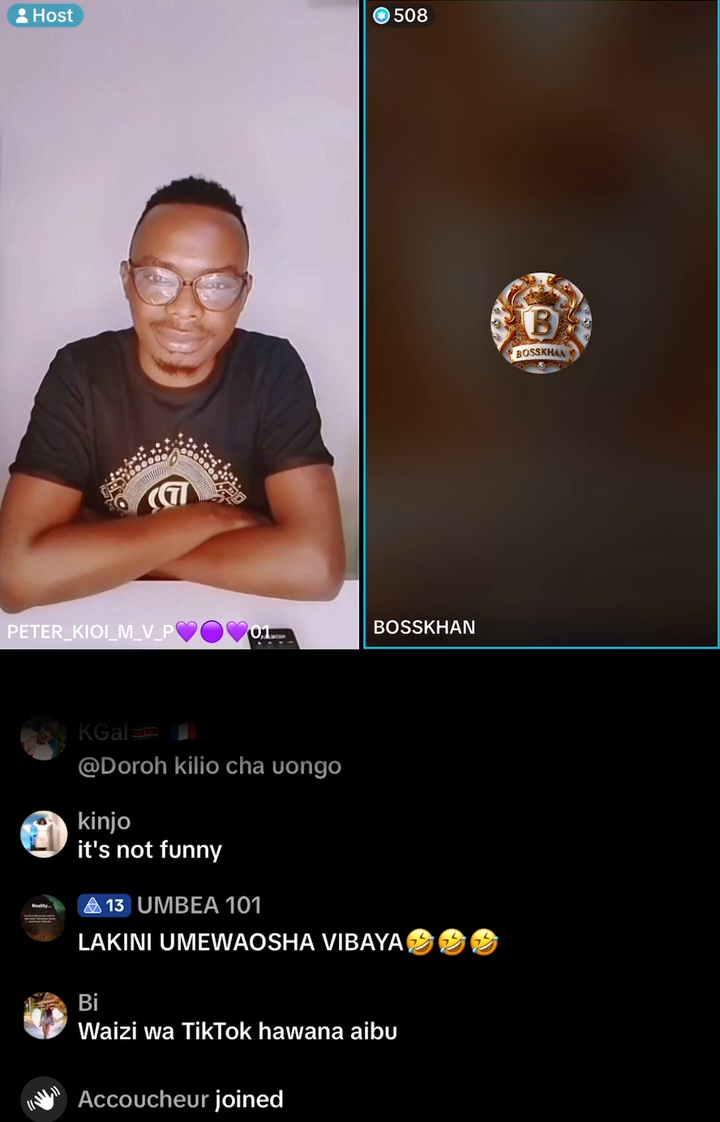 Host
508
B
BOSSKHAN
PETER_KIOI_M_V_P💜🟣💜01
BOSSKHAN
KGal🇰🇪 🇫🇷
@Doroh kilio cha uongo
kinjo
it's not funny
Reality...
13 UMBEA 101
LAKINI UMEWAOSHA VIBAYA🤣🤣🤣
Bi
Waizi wa TikTok hawana aibu
Accoucheur joined